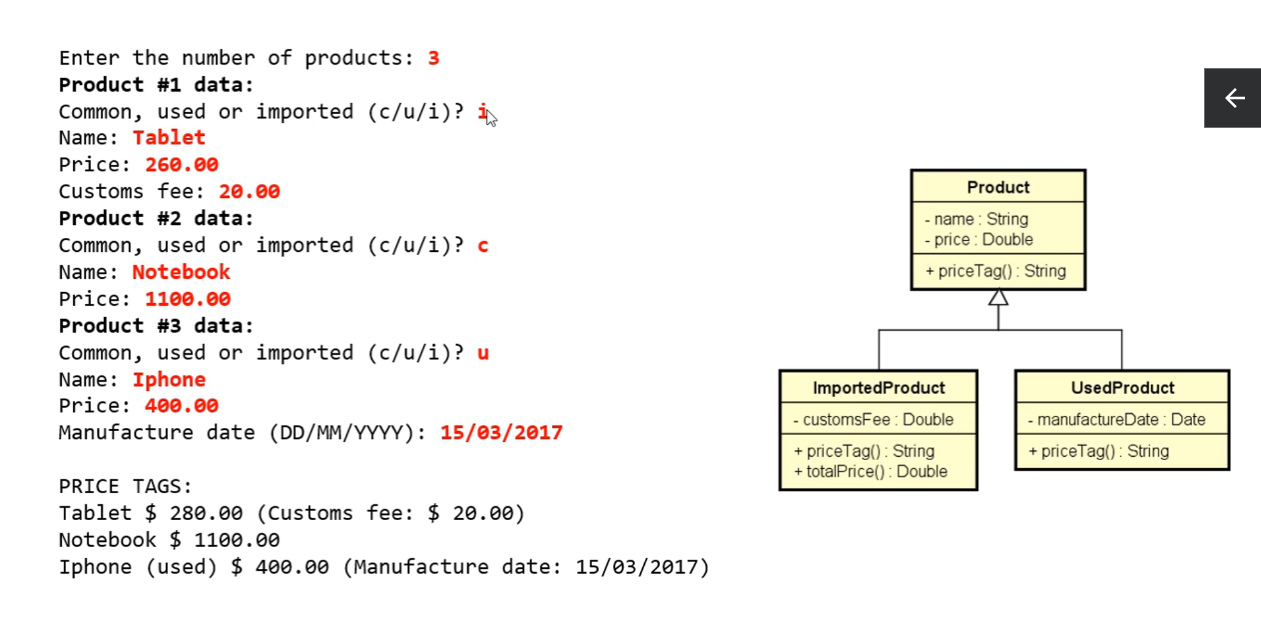 Enter the number of products: 3
Product #1 data:
Common, used or imported (c/u/i)? i
Name: Tablet
Price: 260.00
Customs fee: 20.00
Product #2 data:
Common, used or imported (c/u/i)? c
Name: Notebook
Price: 1100.00
Product #3 data:
Common, used or imported (c/u/i)? u
Name: Iphone
Price: 400.00
Manufacture date (DD/MM/YYYY): 15/03/2017
PRICE TAGS:
Tablet $ 280.00 (Customs fee: $ 20.00)
Notebook $ 1100.00
Iphone (used) $ 400.00 (Manufacture date: 15/03/2017)
Product
- name : String
- price : Double
+ priceTag() : String
ImportedProduct
- customsFee : Double
+ priceTag() : String
+ totalPrice() : Double
UsedProduct
- manufactureDate : Date
+ priceTag() : String